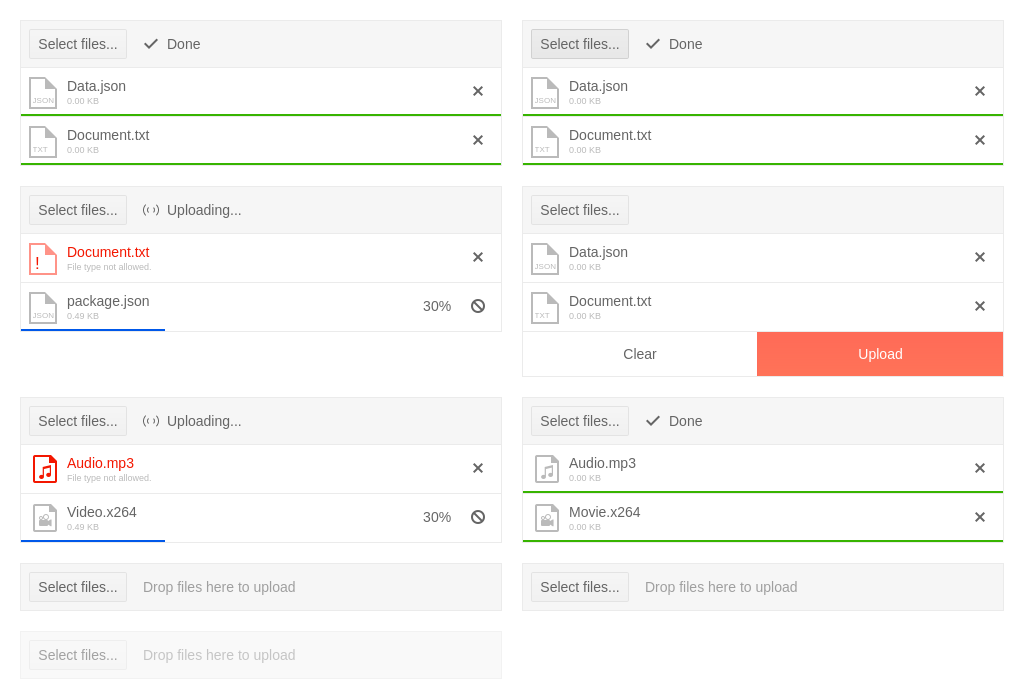 Select files... Done
JSON Data.json
0.00 KB
TXT Document.txt
0.00 KB
Select files... Done
JSON Data.json
0.00 KB
TXT Document.txt
0.00 KB
Select files... Uploading...
! Document.txt
File type not allowed.
JSON package.json 30%
0.49 KB
Select files...
JSON Data.json
0.00 KB
TXT Document.txt
0.00 KB
Clear Upload
Select files... Uploading...
Audio.mp3
File type not allowed.
Video.x264 30%
0.49 KB
Select files... Done
Audio.mp3
0.00 KB
Movie.x264
0.00 KB
Select files... Drop files here to upload
Select files... Drop files here to upload
Select files... Drop files here to upload